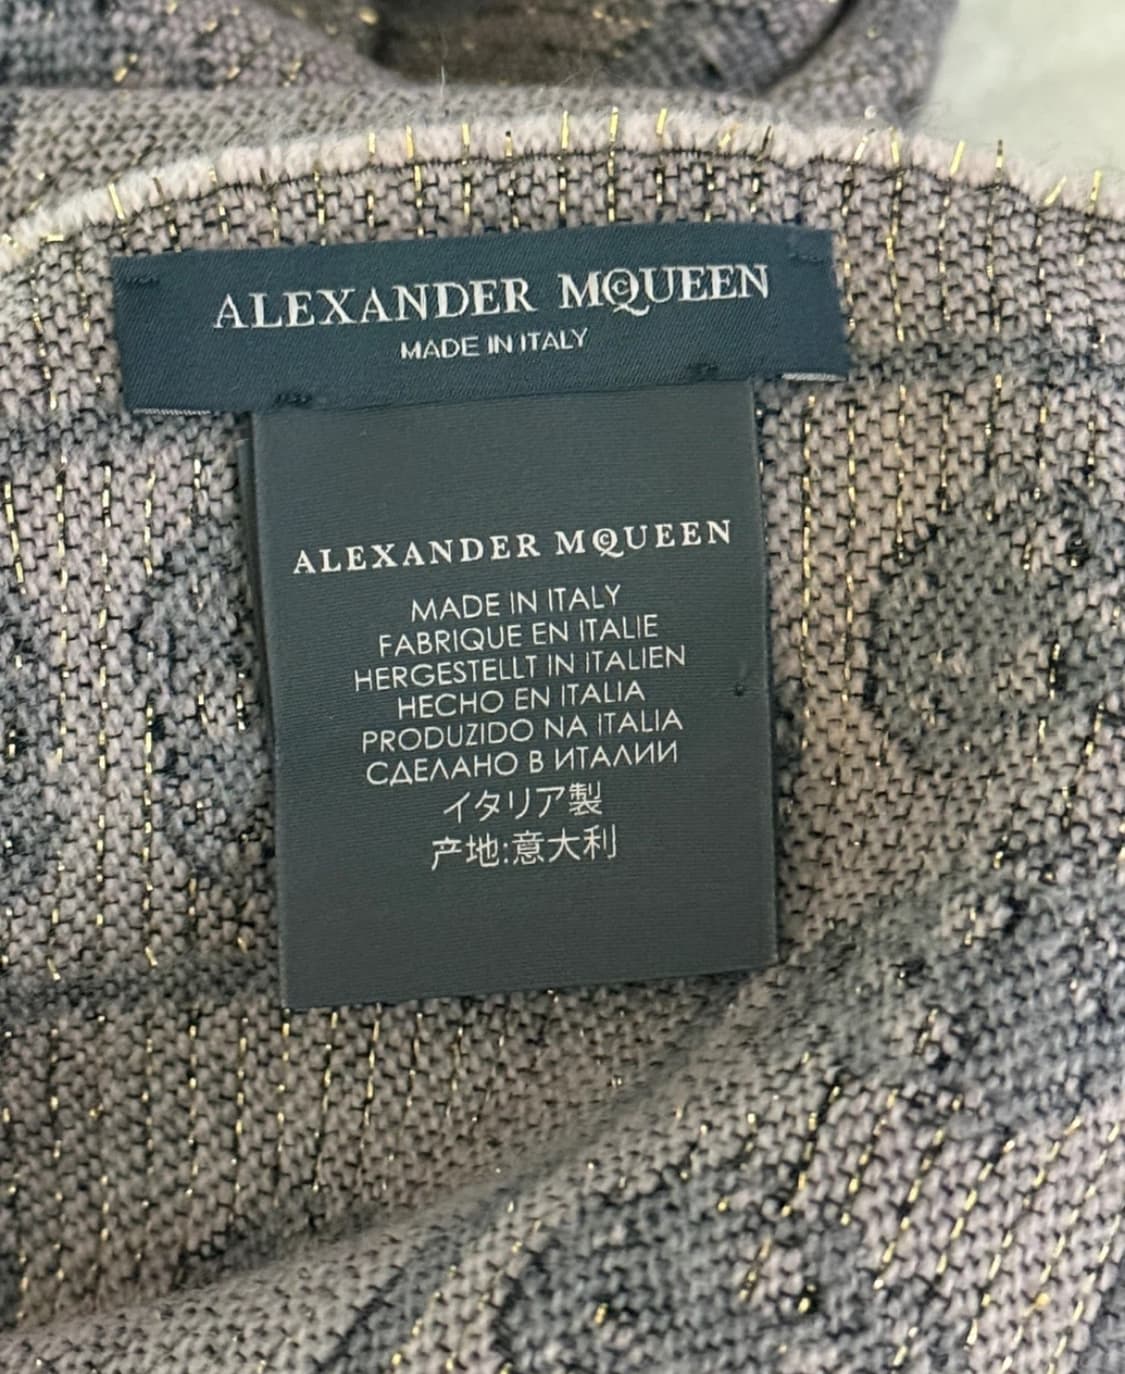 ALEXANDER MCQUEEN
MADE IN ITALY
ALEXANDER MCQUEEN
MADE IN ITALY
FABRIQUE EN ITALIE
HERGESTELLT IN ITALIEN
HECHO EN ITALIA
PRODUZIDO NA ITALIA
СДЕЛАНО В ИТАЛИИ
イタリア製
产地:意大利